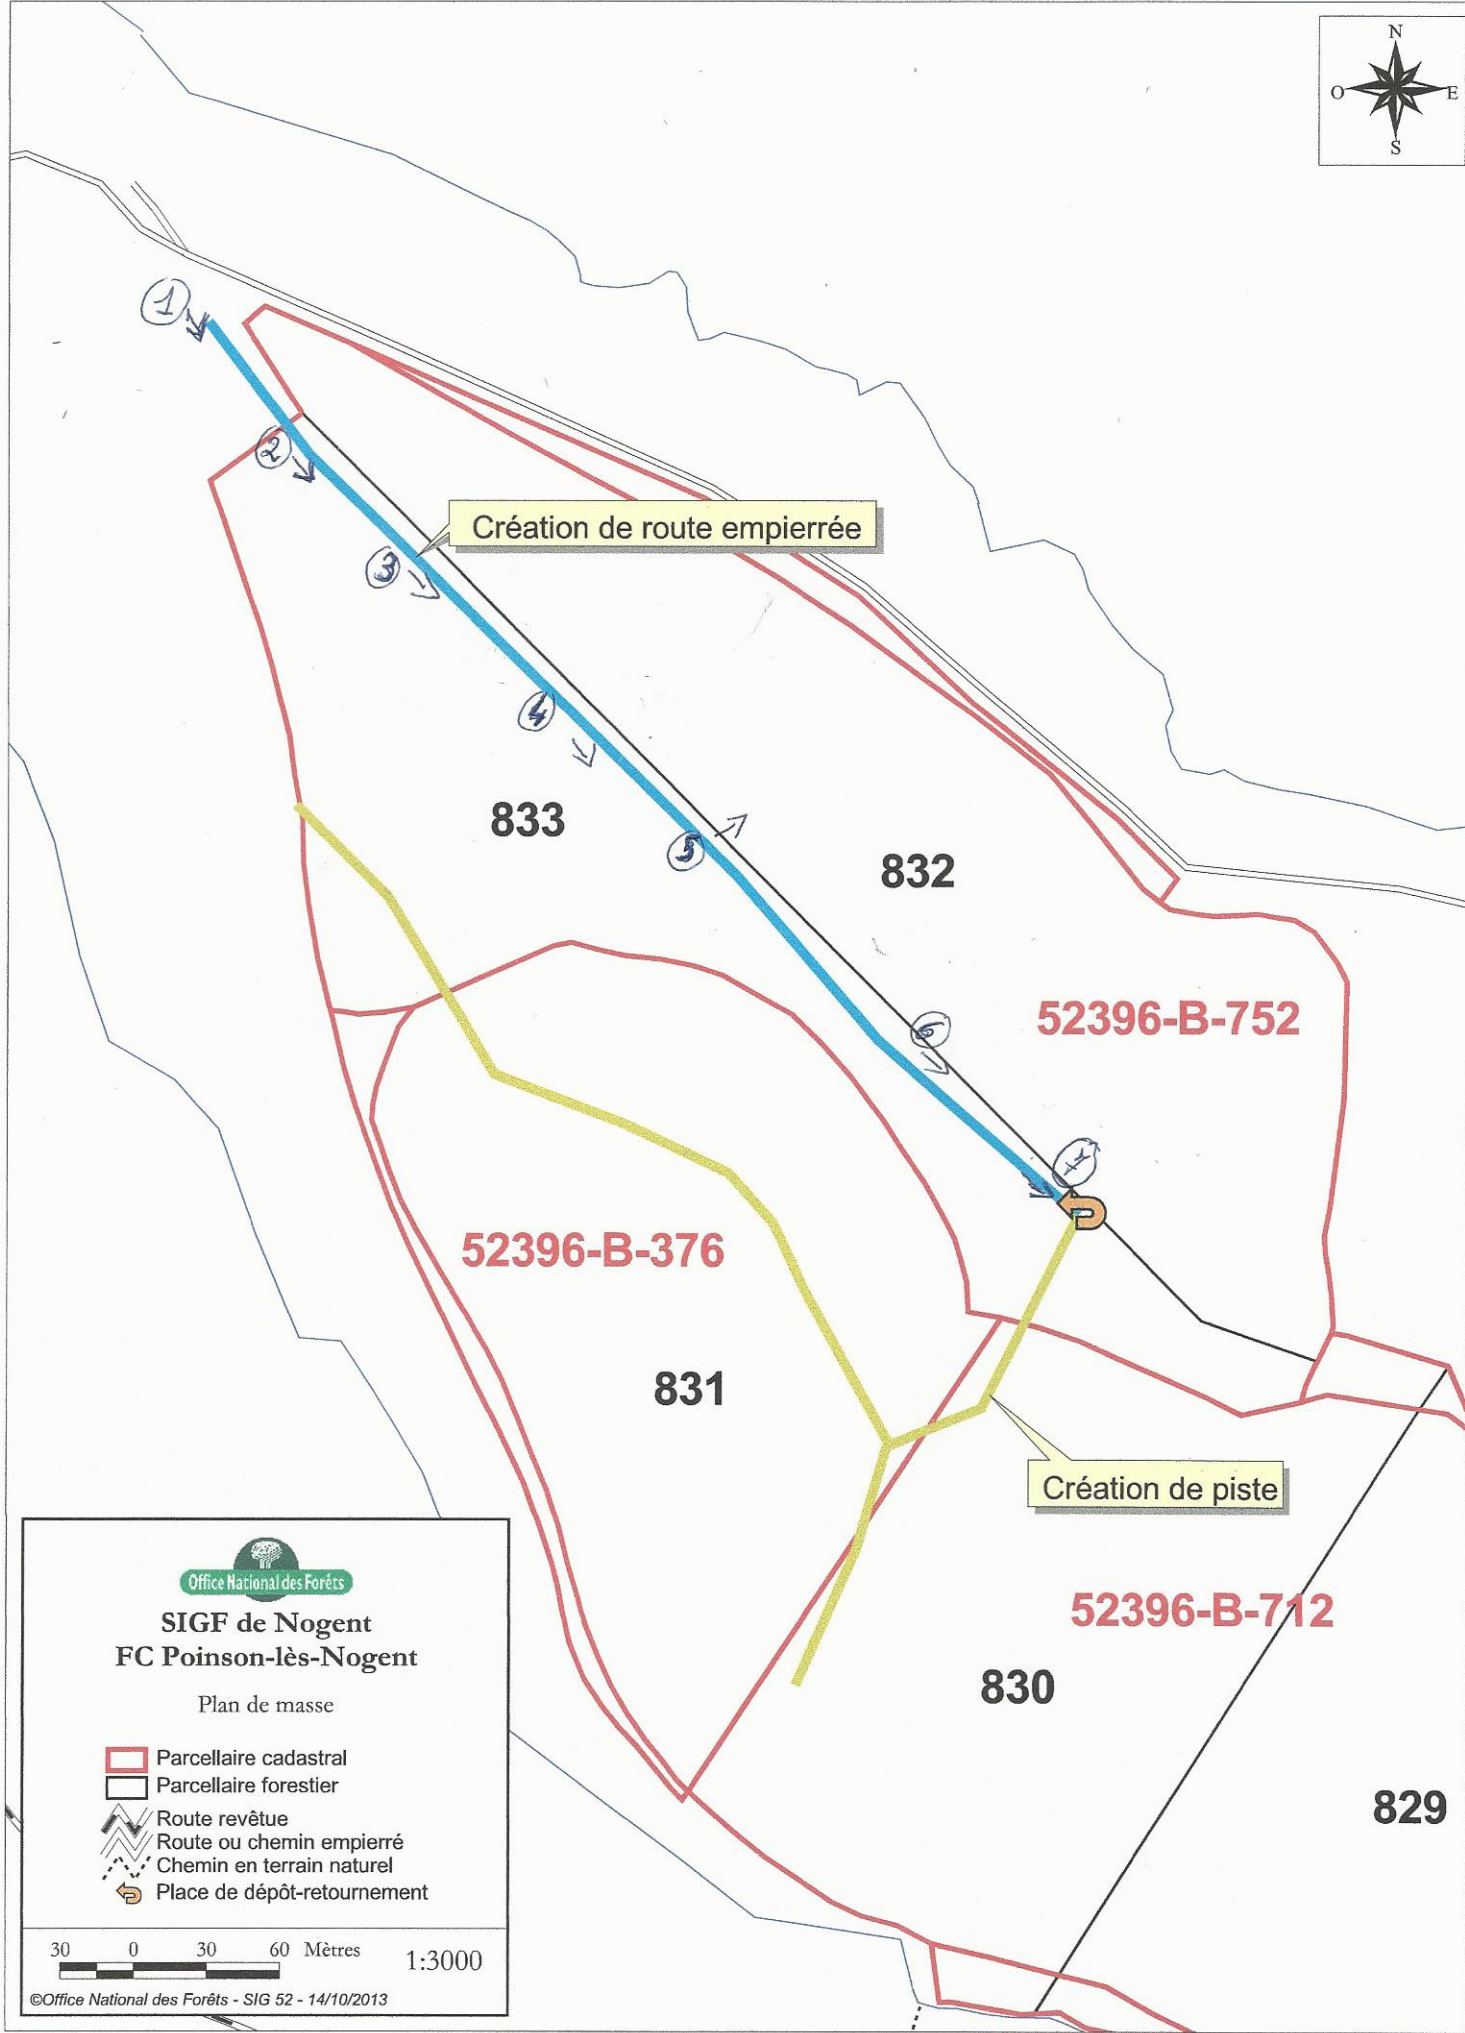 N
O
E
S
1
2
Création de route empierrée
3
4
833
5
832
52396-B-752
6
7
52396-B-376
831
Création de piste
52396-B-712
830
829
Office National des Forêts
SIGF de Nogent
FC Poinson-lès-Nogent
Plan de masse
Parcellaire cadastral
Parcellaire forestier
Route revêtue
Route ou chemin empierré
Chemin en terrain naturel
Place de dépôt-retournement
30 0 30 60 Mètres 1:3000
©Office National des Forêts - SIG 52 - 14/10/2013